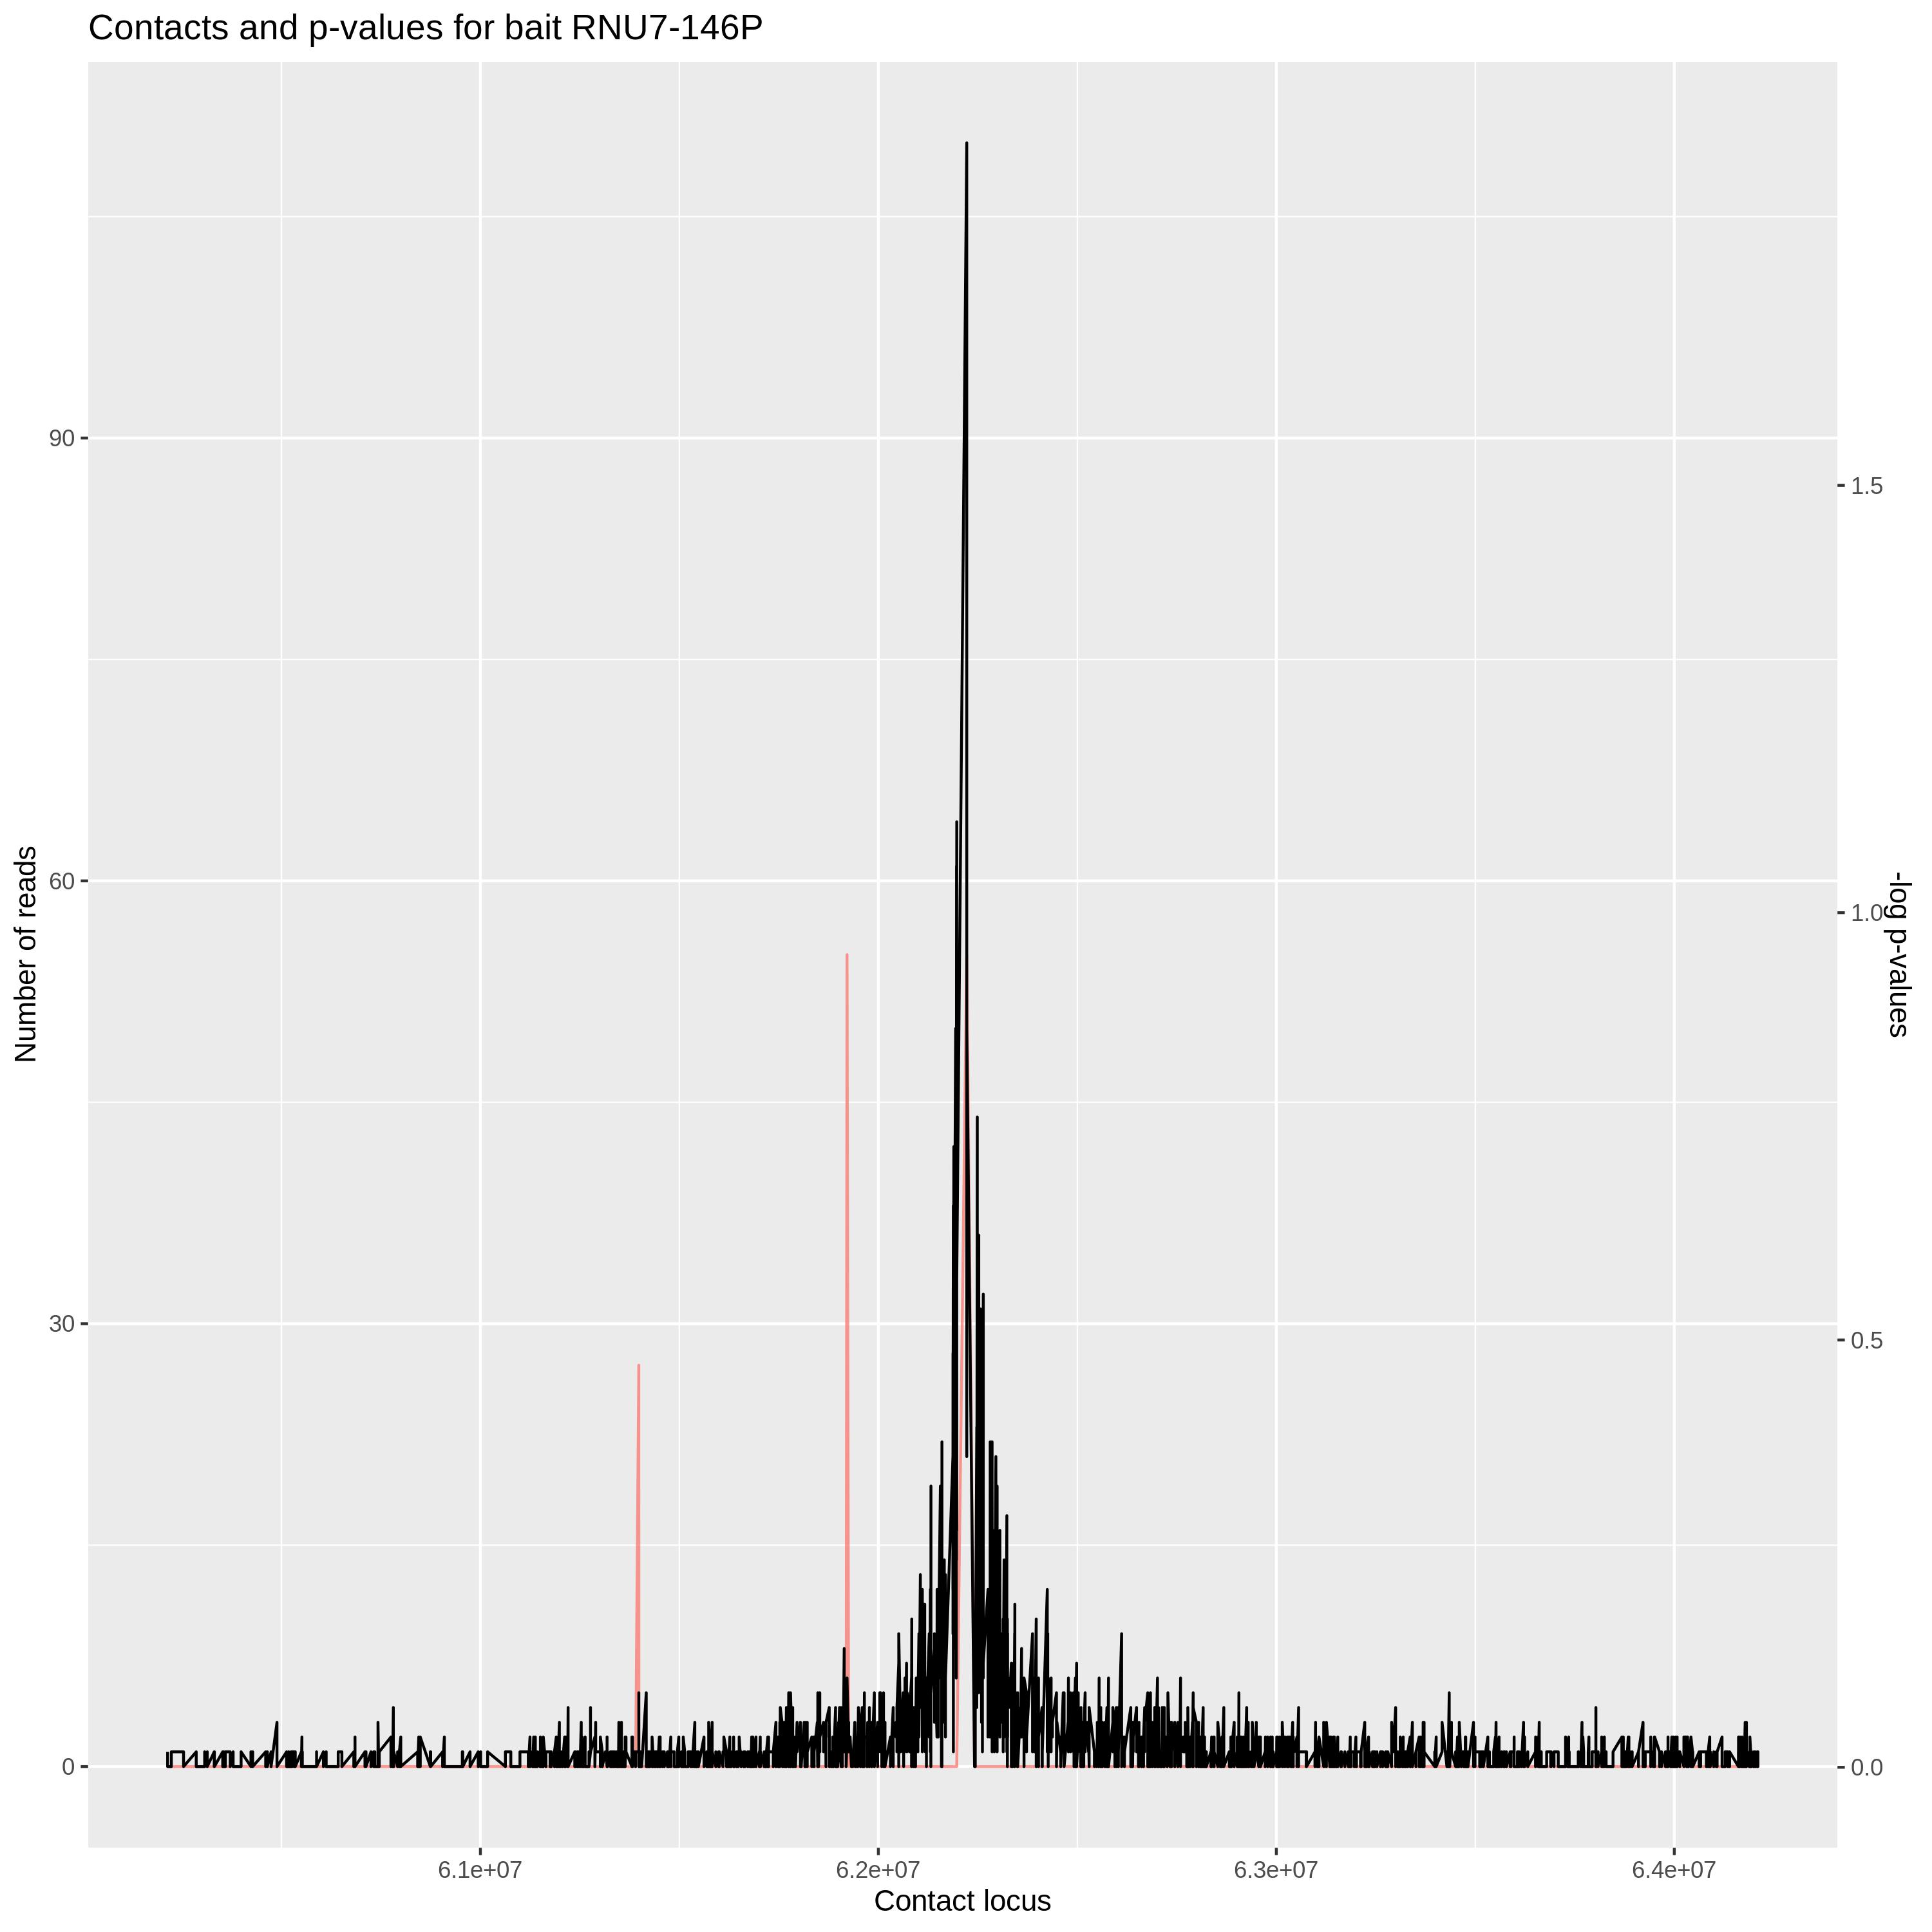 Contacts and p-values for bait RNU7-146P
90
60
30
0
Number of reads
1.5
1.0
0.5
0.0
-log p-values
6.1e+07 6.2e+07 6.3e+07 6.4e+07
Contact locus